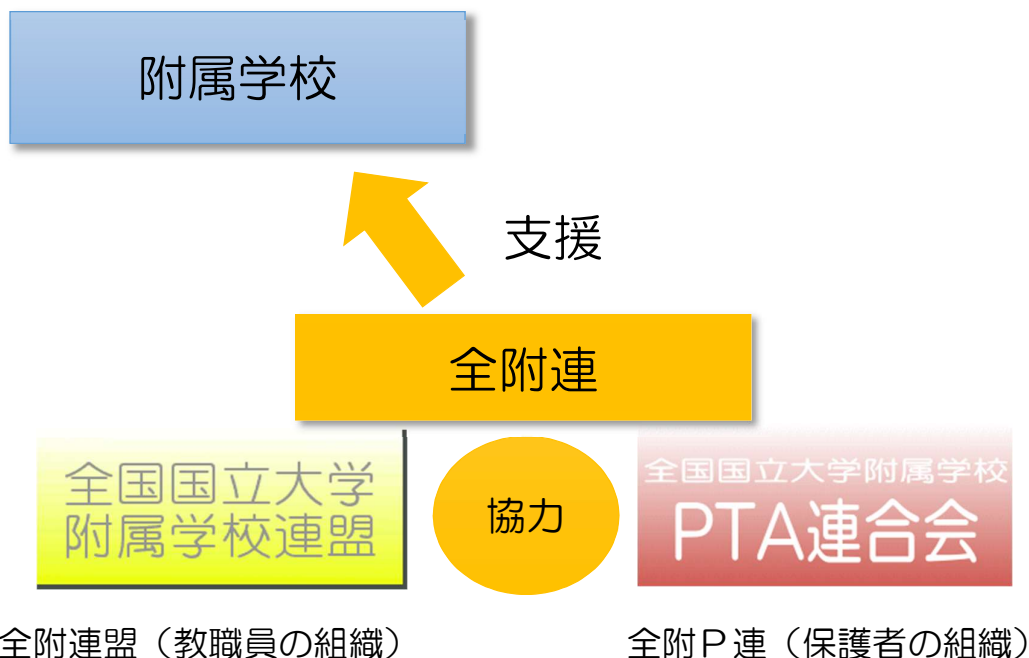 附属学校
支援
全附連
全国国立大学
附属学校連盟
協力
全国国立大学附属学校
PTA連合会
全附連盟（教職員の組織）
全附Ｐ連（保護者の組織）